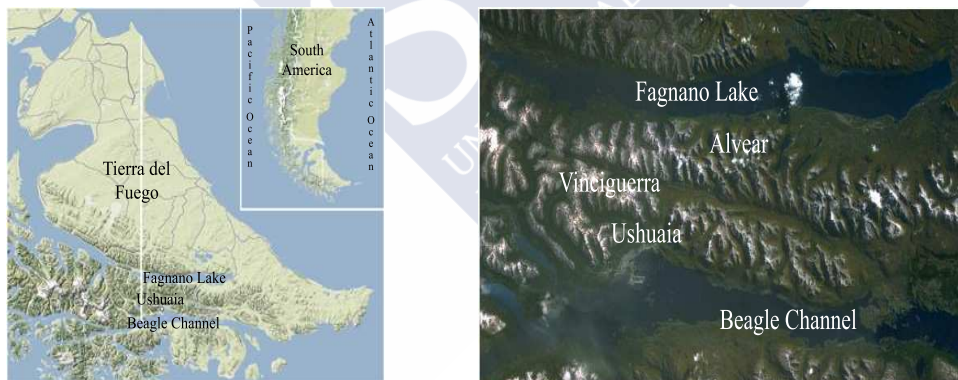 Pacific Ocean
South
America
Atlantic Ocean
Tierra del
Fuego
Fagnano Lake
Ushuaia
Beagle Channel
Fagnano Lake
Alvear
Vinciguerra
Ushuaia
Beagle Channel